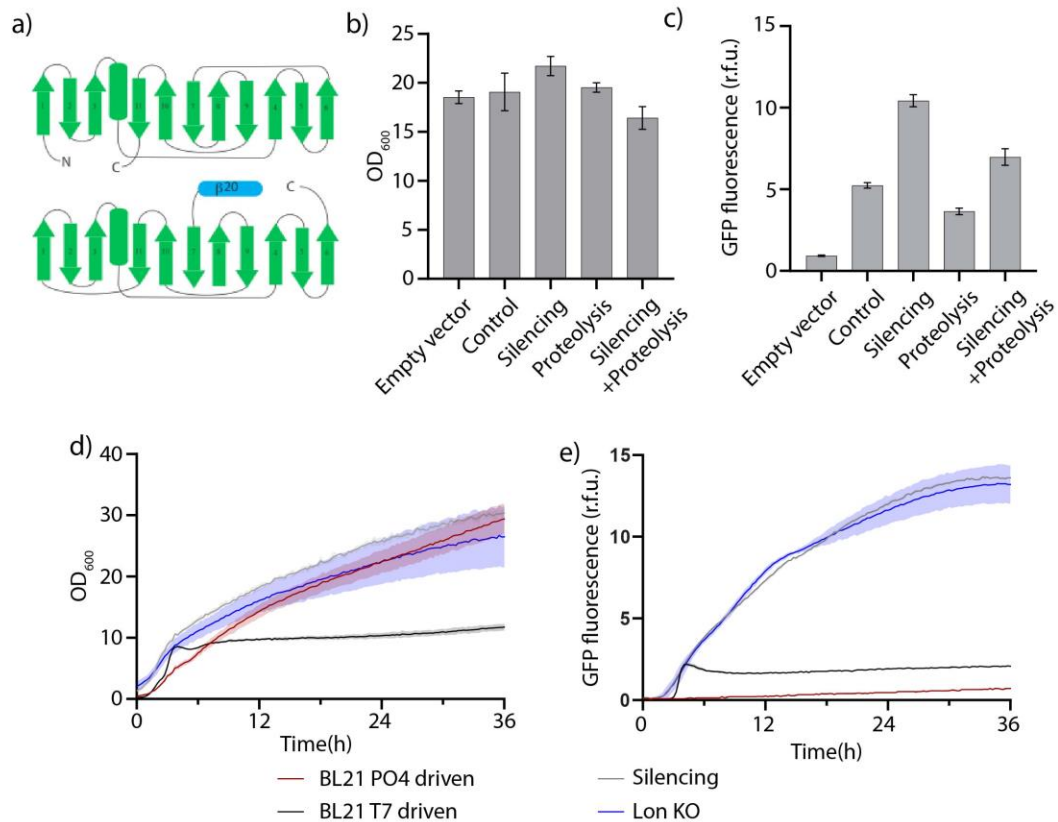 a)
N
C
β20
C
b)
OD600
25
20
15
10
5
0
Empty vector
Control
Silencing
Proteolysis
Silencing
+Proteolysis
c)
GFP fluorescence (r.f.u.)
15
10
5
0
Empty vector
Control
Silencing
Proteolysis
Silencing
+Proteolysis
d)
OD600
40
30
20
10
0
0 12 24 36
Time(h)
e)
GFP fluorescence (r.f.u.)
15
10
5
0
0 12 24 36
Time(h)
BL21 PO4 driven
BL21 T7 driven
Silencing
Lon KO